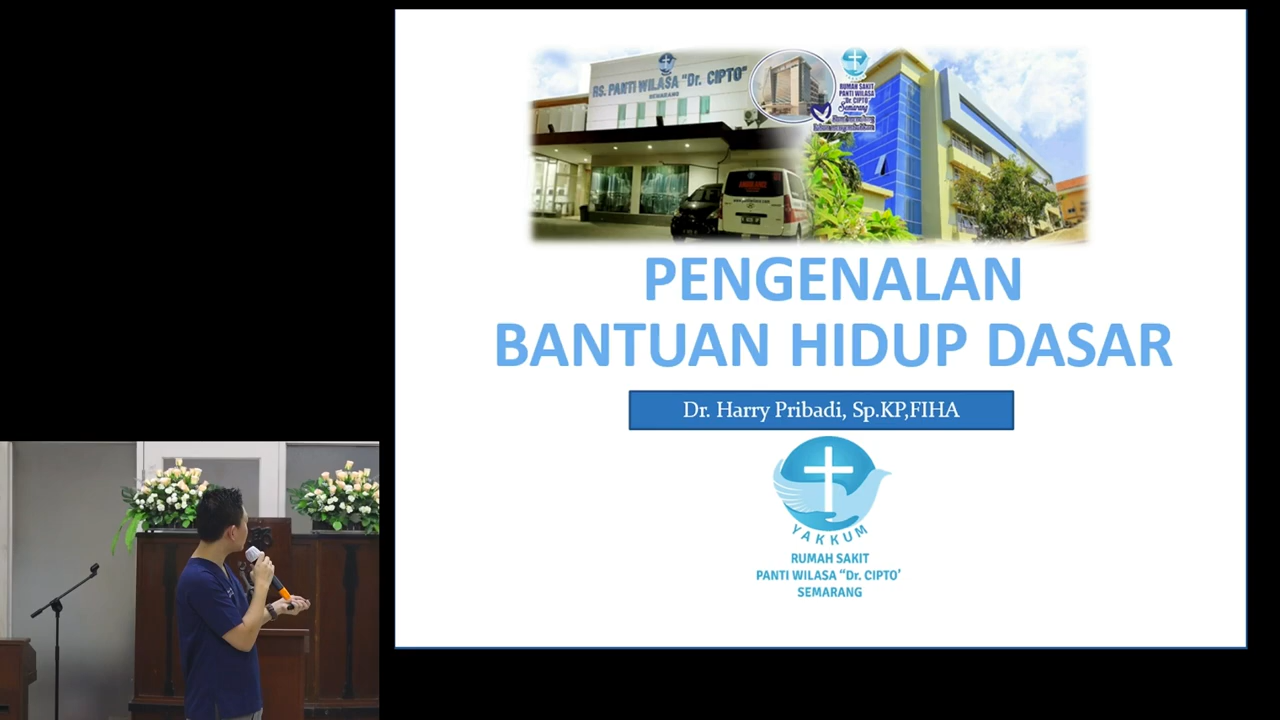 RS. PANTI WILASA "Dr. CIPTO"
SEMARANG
RUMAH SAKIT
PANTI WILASA
"Dr. CIPTO
Semarang
AMBULANCE
PENGENALAN
BANTUAN HIDUP DASAR
Dr. Harry Pribadi, Sp.KP,FIHA
YAKKUM
RUMAH SAKIT
PANTI WILASA "Dr. CIPTO'
SEMARANG